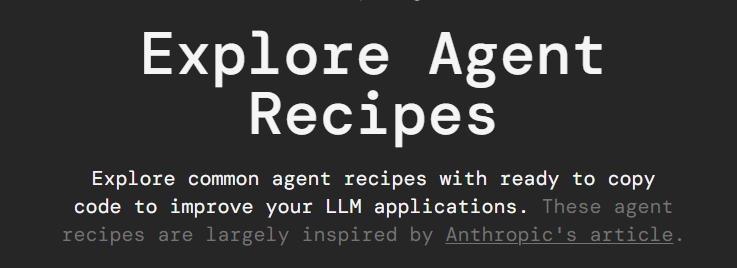 Explore Agent
Recipes
Explore common agent recipes with ready to copy
code to improve your LLM applications. These agent
recipes are largely inspired by Anthropic's article.